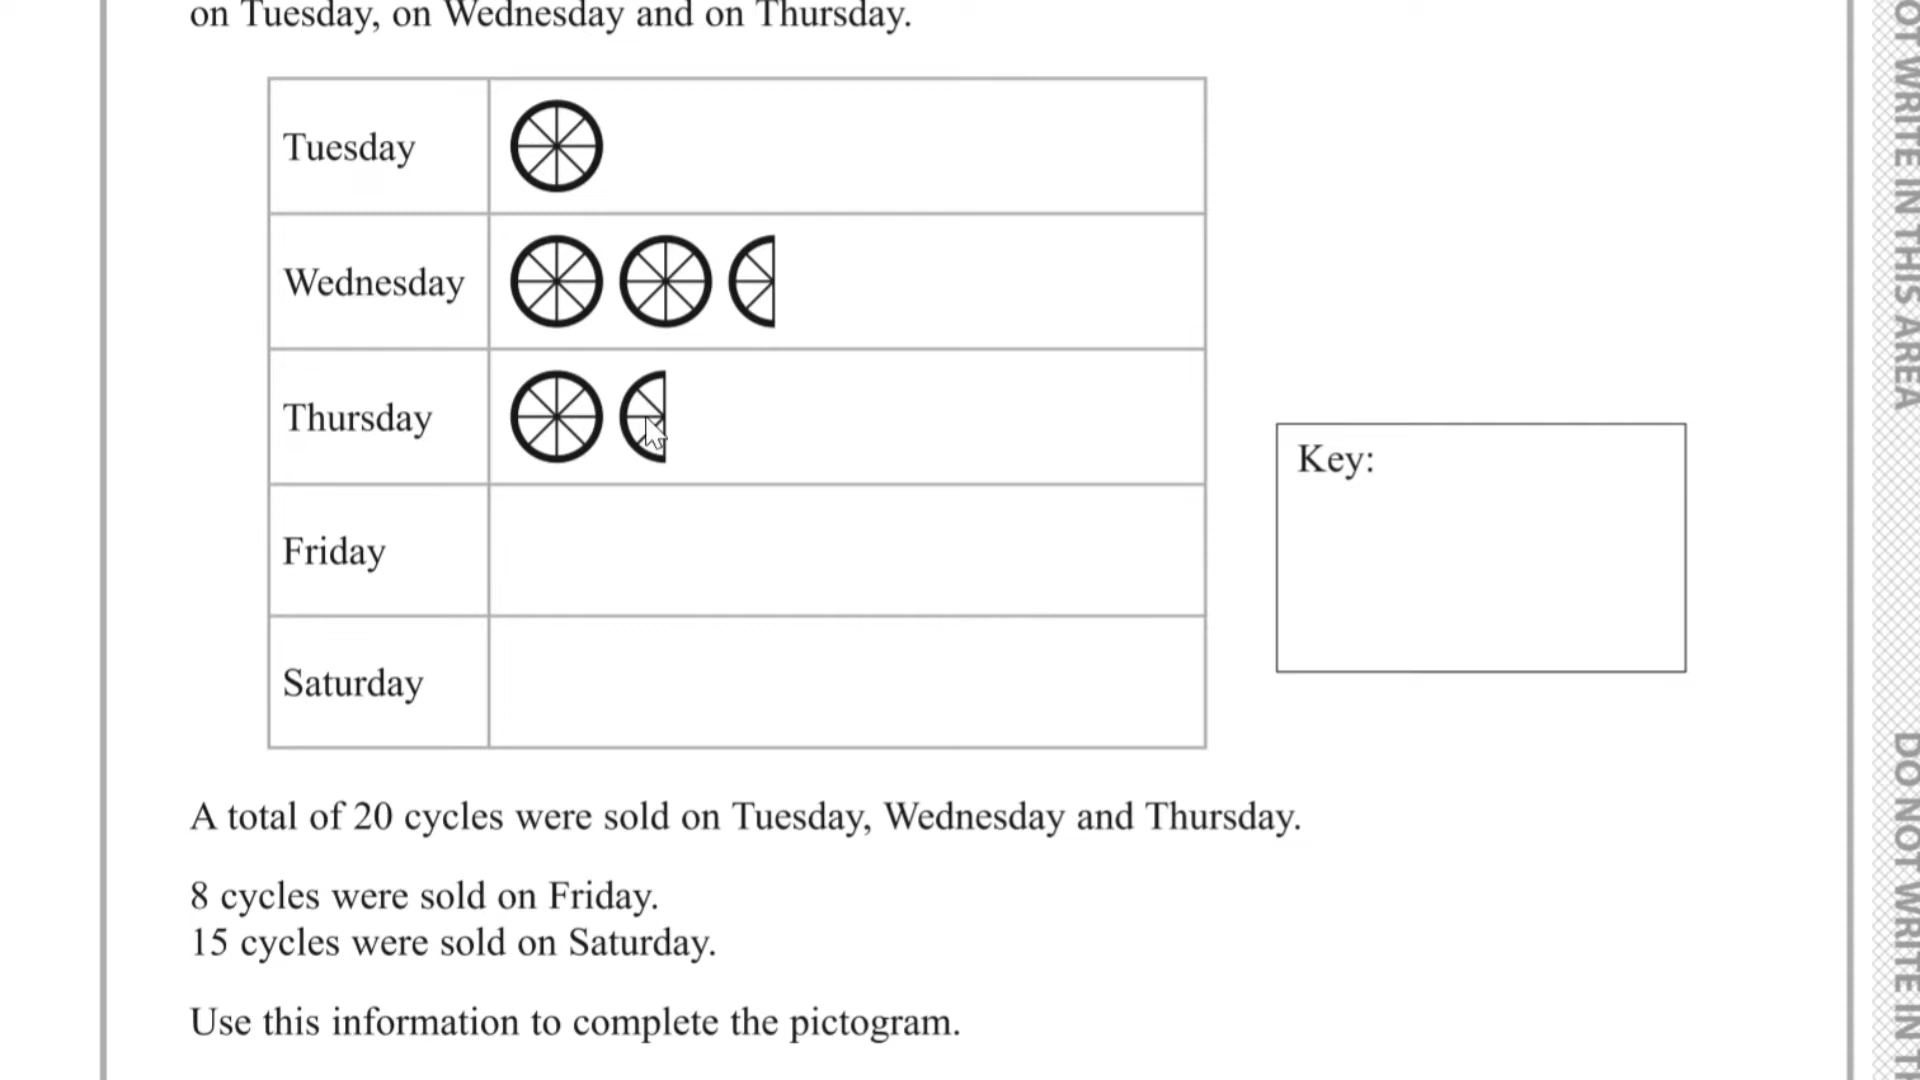 on Tuesday, on Wednesday and on Thursday.
Tuesday
Wednesday
Thursday
Friday
Saturday
Key:
A total of 20 cycles were sold on Tuesday, Wednesday and Thursday.
8 cycles were sold on Friday.
15 cycles were sold on Saturday.
Use this information to complete the pictogram.
OT WRITE IN THIS AREA
DO NOT WRITE IN T